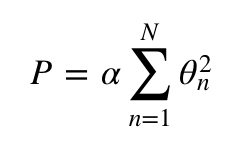 P = α ∑_{n=1}^{N} θ_n^2